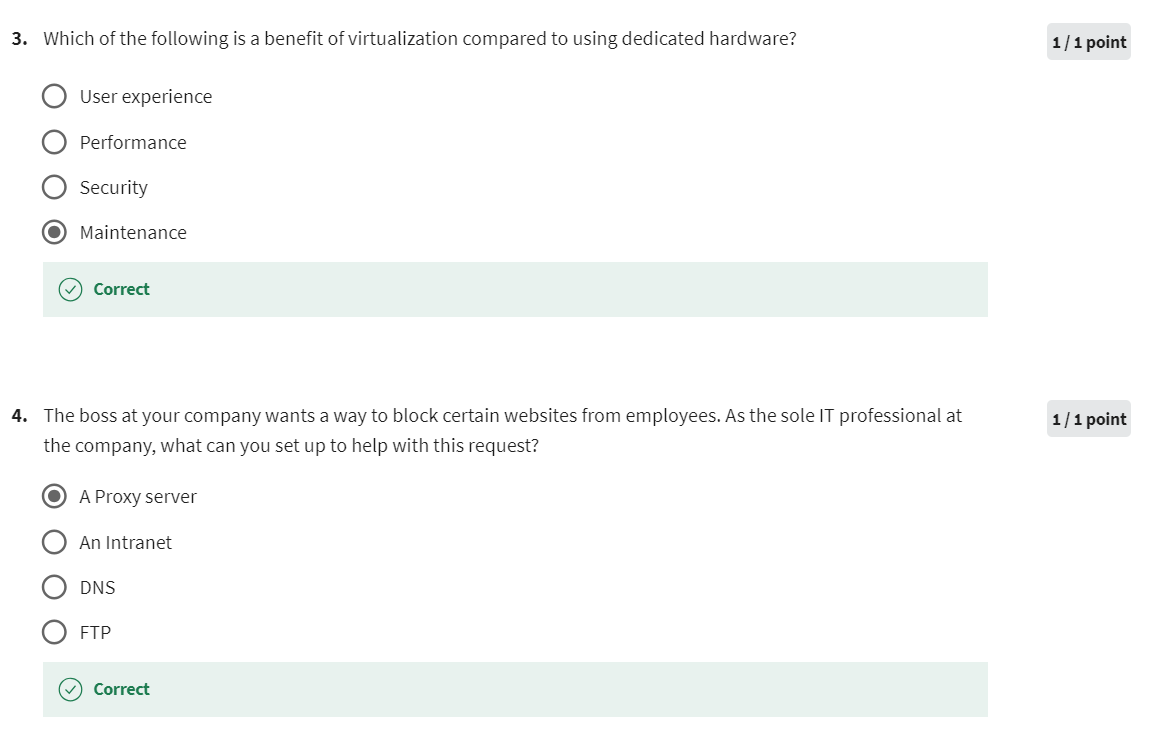 3. Which of the following is a benefit of virtualization compared to using dedicated hardware?
1 / 1 point
User experience
Performance
Security
Maintenance
Correct
4. The boss at your company wants a way to block certain websites from employees. As the sole IT professional at
the company, what can you set up to help with this request?
1 / 1 point
A Proxy server
An Intranet
DNS
FTP
Correct